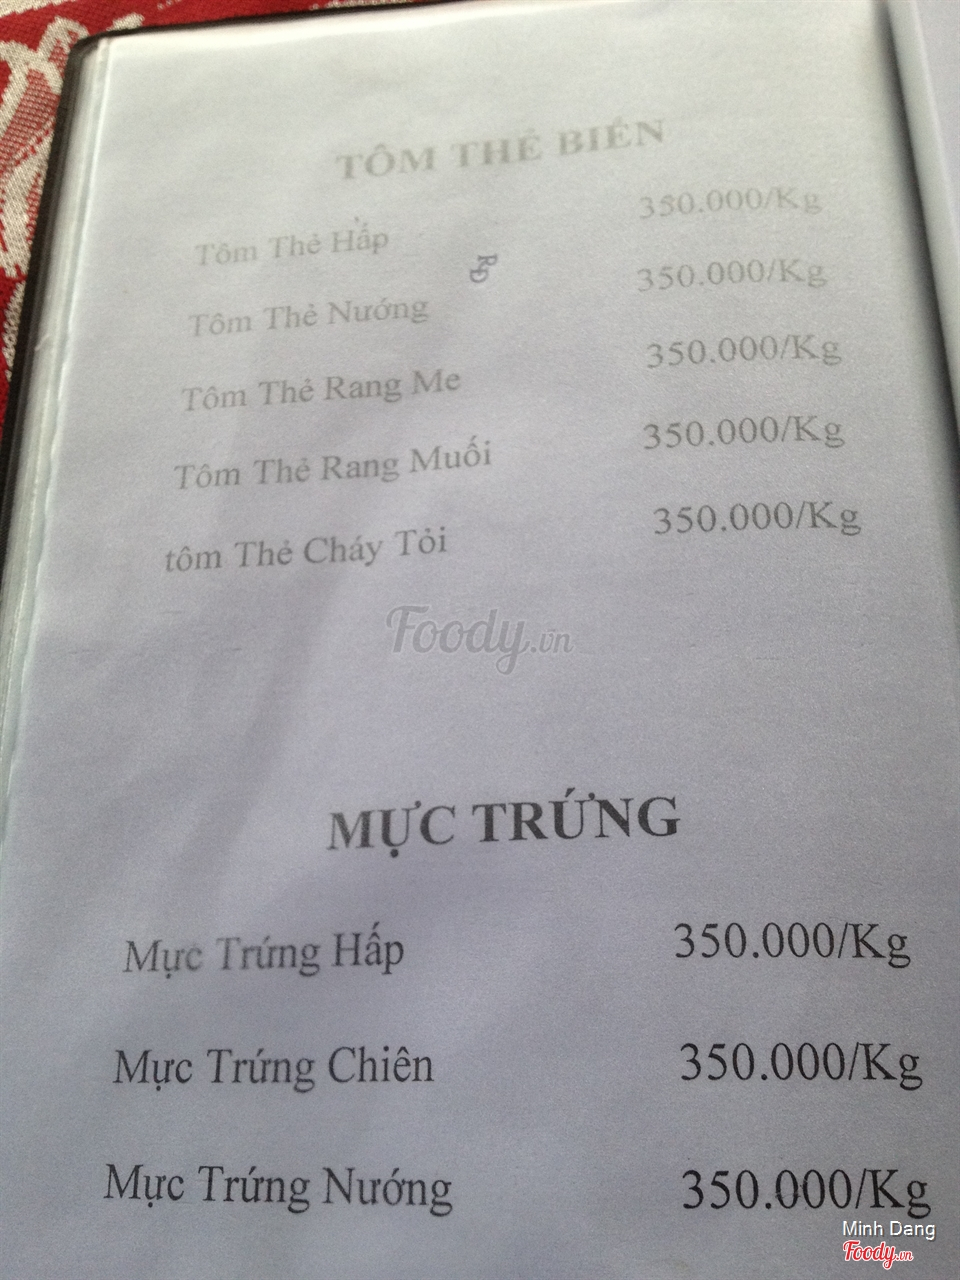 TÔM THẺ BIỂN
Tôm Thẻ Hấp 350.000/Kg
Tôm Thẻ Nướng 350.000/Kg
Tôm Thẻ Rang Me 350.000/Kg
Tôm Thẻ Rang Muối 350.000/Kg
tôm Thẻ Cháy Tỏi 350.000/Kg
Foody.vn
MỰC TRỨNG
Mực Trứng Hấp 350.000/Kg
Mực Trứng Chiên 350.000/Kg
Mực Trứng Nướng 350.000/Kg
Minh Dang
Foody.vn